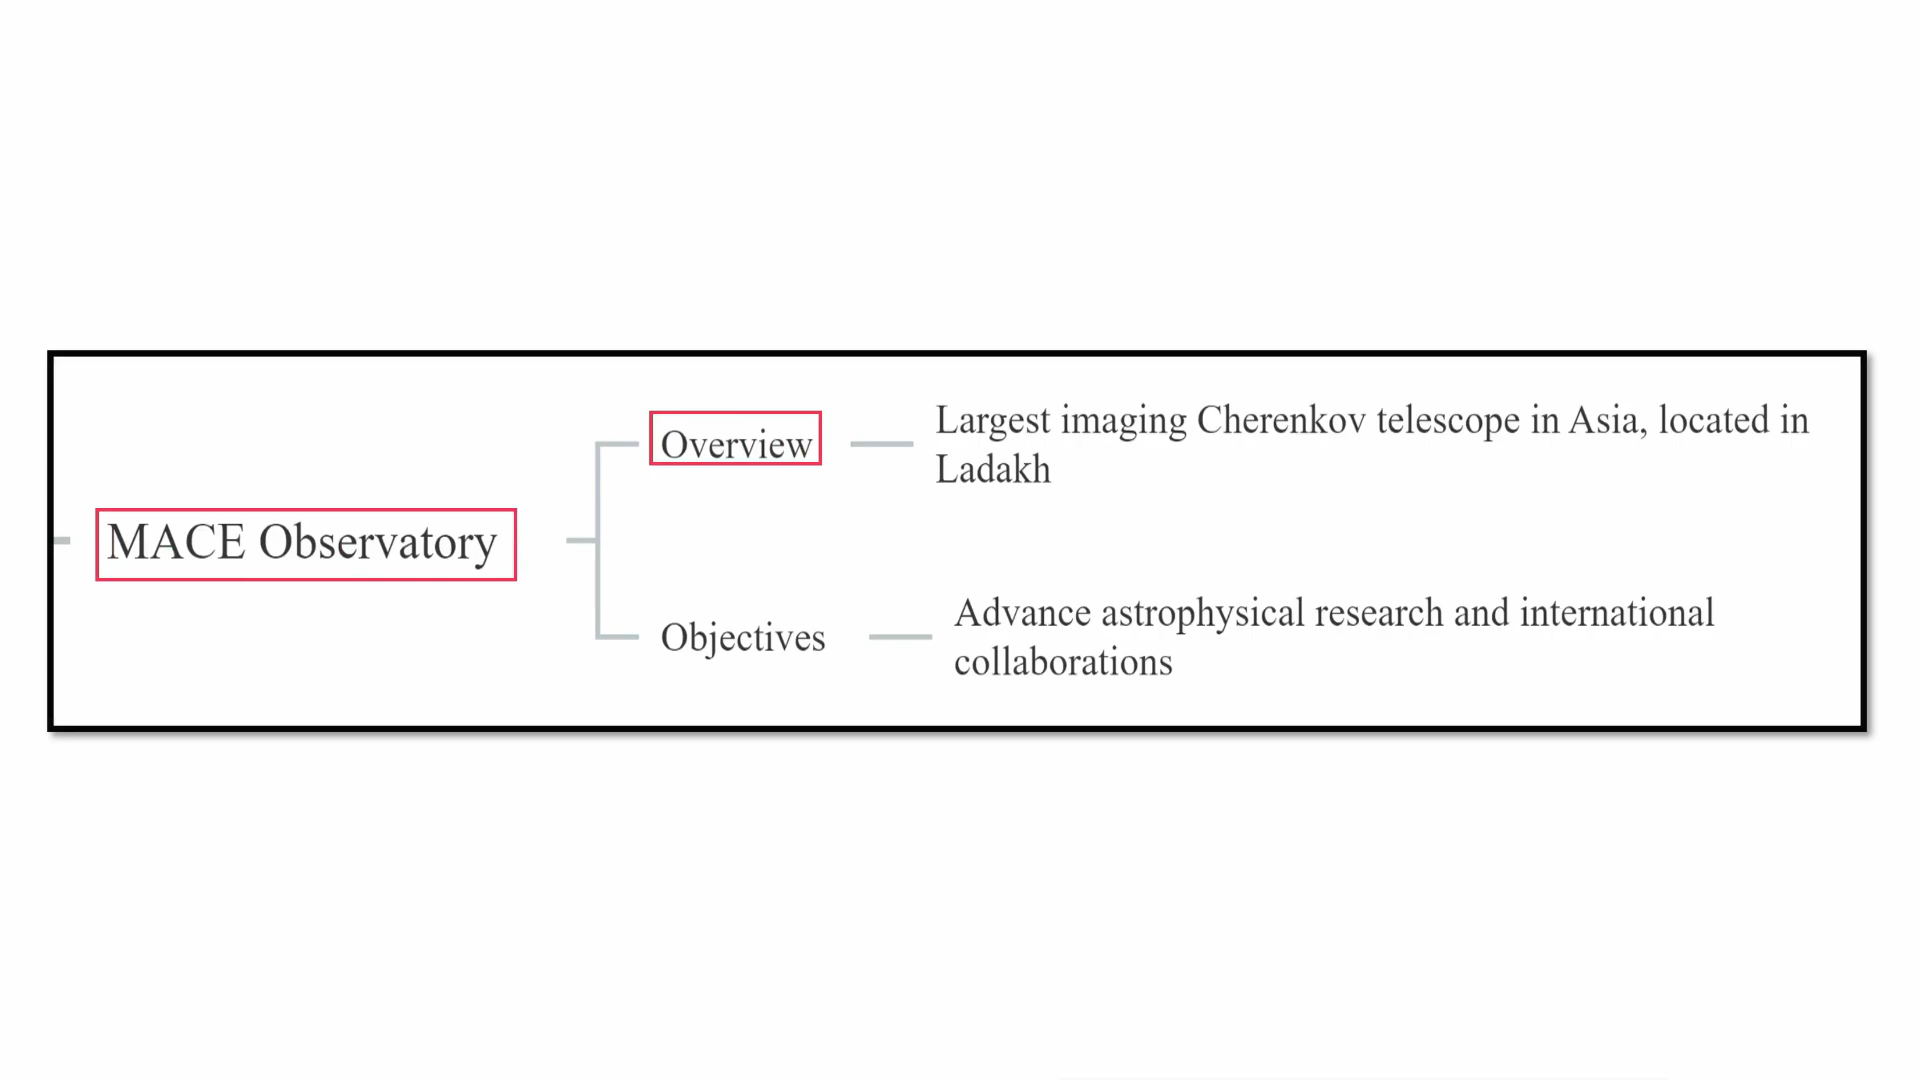 MACE Observatory
Overview
Largest imaging Cherenkov telescope in Asia, located in
Ladakh
Objectives
Advance astrophysical research and international
collaborations